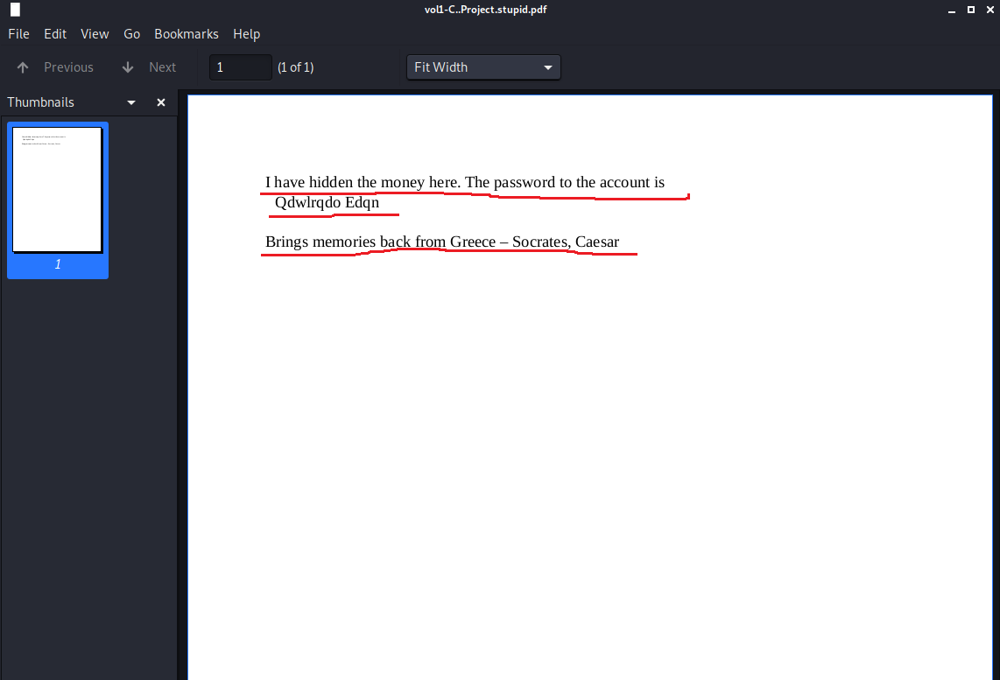 vol1-C..Project.stupid.pdf
File Edit View Go Bookmarks Help
Previous Next 1 (1 of 1) Fit Width
Thumbnails
I have hidden the money here. The password to the account is
Qdwlrqdo Edqn
Brings memories back from Greece – Socrates, Caesar
1